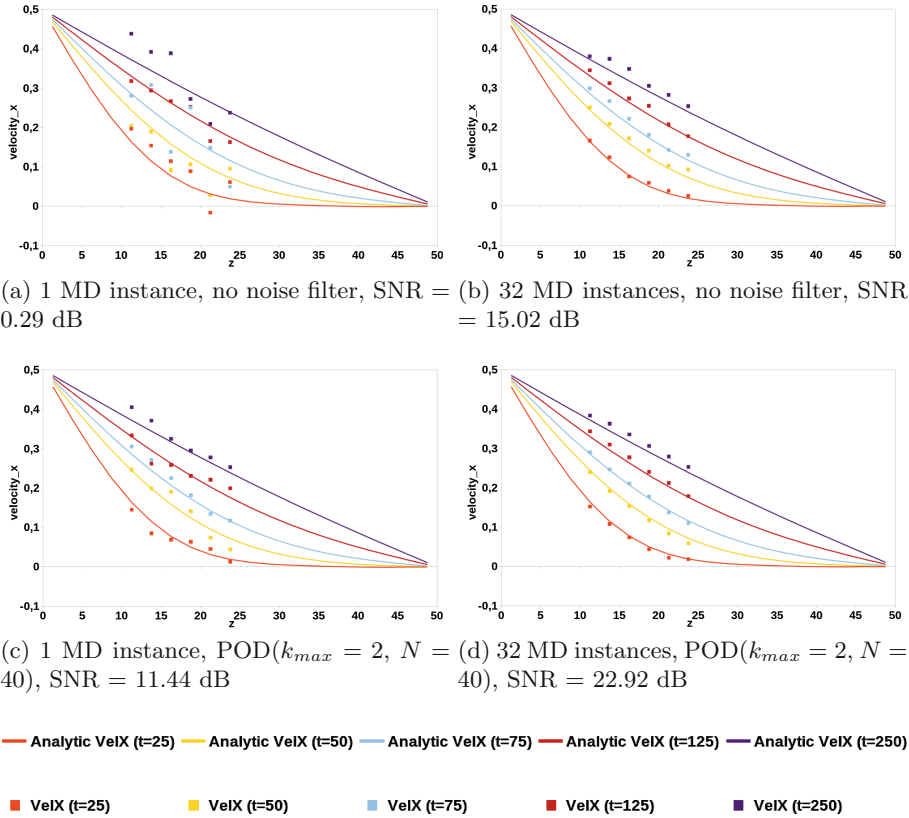 0,5
0,4
0,3
0,2
0,1
0
-0,1
velocity_x
0 5 10 15 20 25 30 35 40 45 50
z
0,5
0,4
0,3
0,2
0,1
0
-0,1
velocity_x
0 5 10 15 20 25 30 35 40 45 50
z
(a) 1 MD instance, no noise filter, SNR =
0.29 dB
(b) 32 MD instances, no noise filter, SNR
= 15.02 dB
0,5
0,4
0,3
0,2
0,1
0
-0,1
velocity_x
0 5 10 15 20 25 30 35 40 45 50
z
0,5
0,4
0,3
0,2
0,1
0
-0,1
velocity_x
0 5 10 15 20 25 30 35 40 45 50
z
(c) 1 MD instance, POD(k_max = 2, N =
40), SNR = 11.44 dB
(d) 32 MD instances, POD(k_max = 2, N =
40), SNR = 22.92 dB
Analytic VelX (t=25) Analytic VelX (t=50) Analytic VelX (t=75) Analytic VelX (t=125) Analytic VelX (t=250)
VelX (t=25) VelX (t=50) VelX (t=75) VelX (t=125) VelX (t=250)